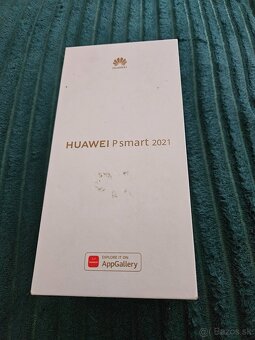 HUAWEI
HUAWEI P smart 2021
EXPLORE IT ON
AppGallery
Bazos.sk